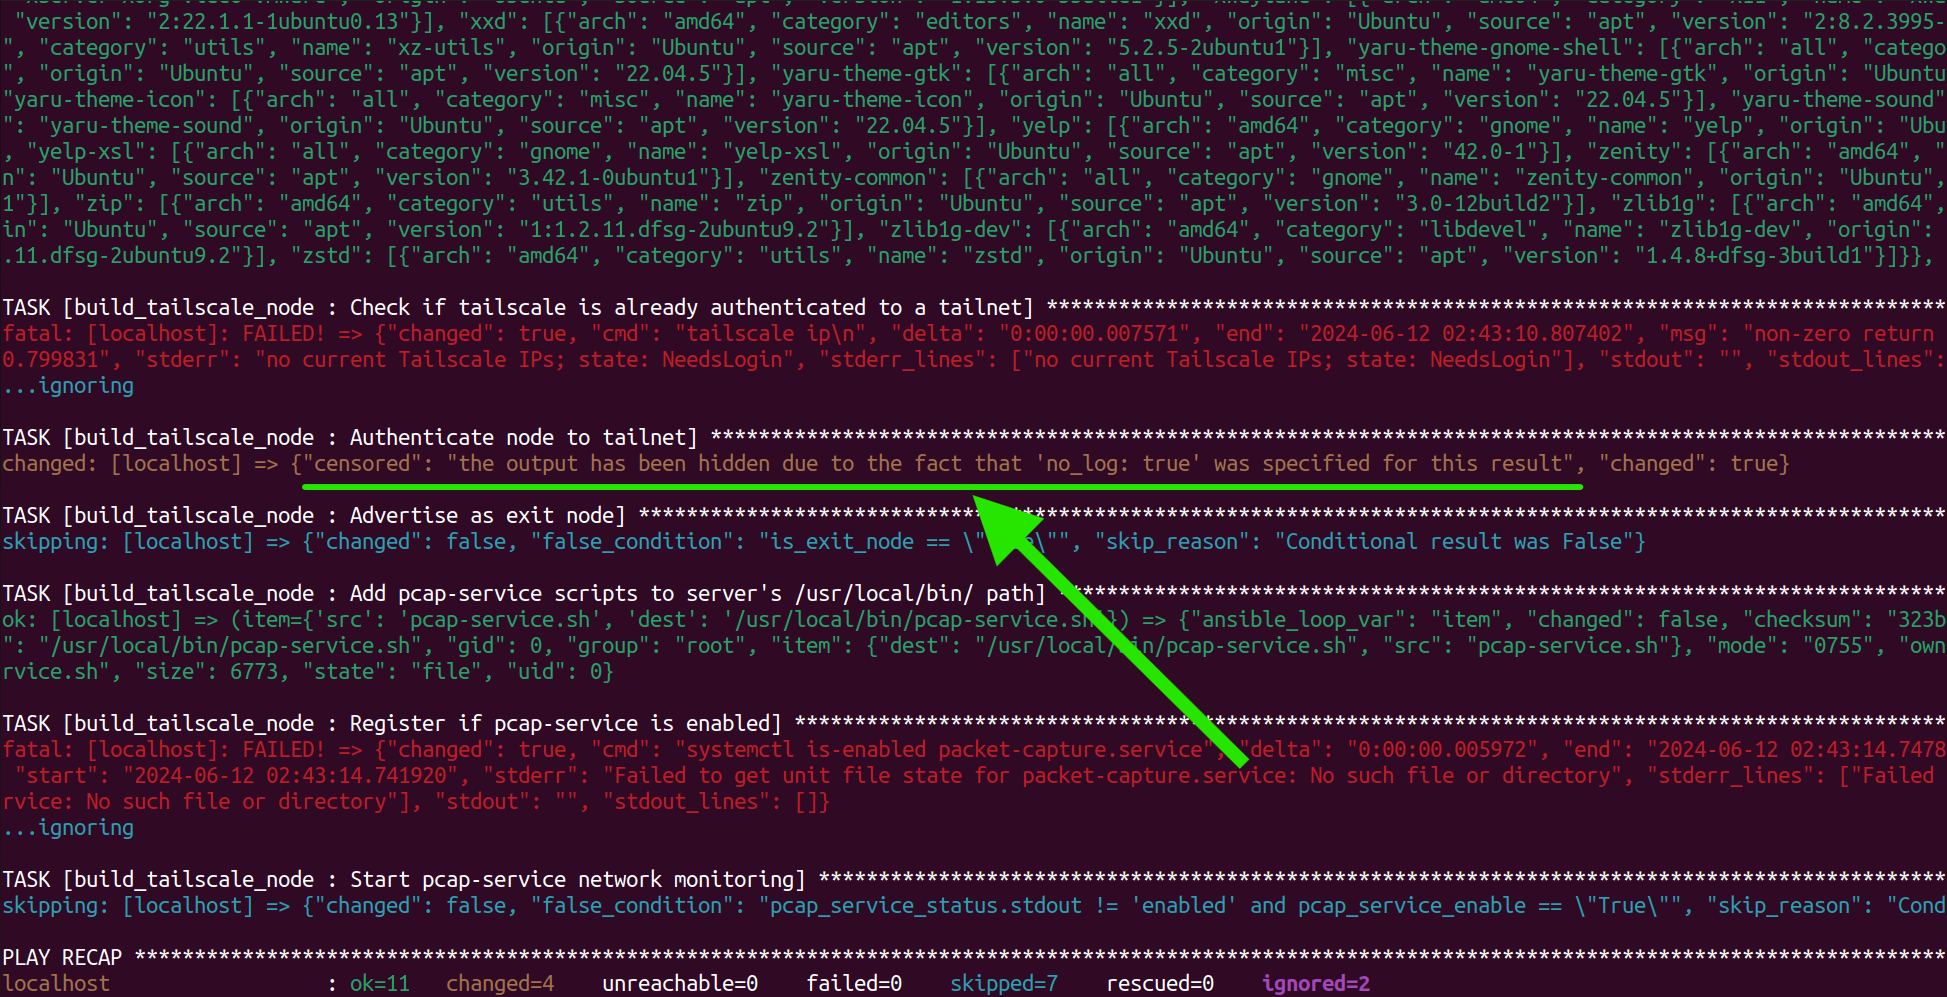 "version": "2:22.1.1-1ubuntu0.13"}], "xxd": [{"arch": "amd64", "category": "editors", "name": "xxd", "origin": "Ubuntu", "source": "apt", "version": "2:8.2.3995-
", "category": "utils", "name": "xz-utils", "origin": "Ubuntu", "source": "apt", "version": "5.2.5-2ubuntu1"}], "yaru-theme-gnome-shell": [{"arch": "all", "catego
", "origin": "Ubuntu", "source": "apt", "version": "22.04.5"}], "yaru-theme-gtk": [{"arch": "all", "category": "misc", "name": "yaru-theme-gtk", "origin": "Ubuntu
"yaru-theme-icon": [{"arch": "all", "category": "misc", "name": "yaru-theme-icon", "origin": "Ubuntu", "source": "apt", "version": "22.04.5"}], "yaru-theme-sound"
": "yaru-theme-sound", "origin": "Ubuntu", "source": "apt", "version": "22.04.5"}], "yelp": [{"arch": "amd64", "category": "gnome", "name": "yelp", "origin": "Ubu
, "yelp-xsl": [{"arch": "all", "category": "gnome", "name": "yelp-xsl", "origin": "Ubuntu", "source": "apt", "version": "42.0-1"}], "zenity": [{"arch": "amd64", "
n": "Ubuntu", "source": "apt", "version": "3.42.1-0ubuntu1"}], "zenity-common": [{"arch": "all", "category": "gnome", "name": "zenity-common", "origin": "Ubuntu",
1"}], "zip": [{"arch": "amd64", "category": "utils", "name": "zip", "origin": "Ubuntu", "source": "apt", "version": "3.0-12build2"}], "zlib1g": [{"arch": "amd64",
in": "Ubuntu", "source": "apt", "version": "1:1.2.11.dfsg-2ubuntu9.2"}], "zlib1g-dev": [{"arch": "amd64", "category": "libdevel", "name": "zlib1g-dev", "origin":
.11.dfsg-2ubuntu9.2"}], "zstd": [{"arch": "amd64", "category": "utils", "name": "zstd", "origin": "Ubuntu", "source": "apt", "version": "1.4.8+dfsg-3build1"}]}},
TASK [build_tailscale_node : Check if tailscale is already authenticated to a tailnet] ***************************************************************************
fatal: [localhost]: FAILED! => {"changed": true, "cmd": "tailscale ip\n", "delta": "0:00:00.007571", "end": "2024-06-12 02:43:10.807402", "msg": "non-zero return
0.799831", "stderr": "no current Tailscale IPs; state: NeedsLogin", "stderr_lines": ["no current Tailscale IPs; state: NeedsLogin"], "stdout": "", "stdout_lines":
...ignoring
TASK [build_tailscale_node : Authenticate node to tailnet] *******************************************************************************************************
changed: [localhost] => {"censored": "the output has been hidden due to the fact that 'no_log: true' was specified for this result", "changed": true}
TASK [build_tailscale_node : Advertise as exit node] *************************************************************************************************************
skipping: [localhost] => {"changed": false, "false_condition": "is_exit_node == \" \"", "skip_reason": "Conditional result was False"}
TASK [build_tailscale_node : Add pcap-service scripts to server's /usr/local/bin/ path] **************************************************************************
ok: [localhost] => (item={'src': 'pcap-service.sh', 'dest': '/usr/local/bin/pcap-service.sh'}) => {"ansible_loop_var": "item", "changed": false, "checksum": "323b
": "/usr/local/bin/pcap-service.sh", "gid": 0, "group": "root", "item": {"dest": "/usr/local/bin/pcap-service.sh", "src": "pcap-service.sh"}, "mode": "0755", "own
rvice.sh", "size": 6773, "state": "file", "uid": 0}
TASK [build_tailscale_node : Register if pcap-service is enabled] ************************************************************************************************
fatal: [localhost]: FAILED! => {"changed": true, "cmd": "systemctl is-enabled packet-capture.service", "delta": "0:00:00.005972", "end": "2024-06-12 02:43:14.7478
"start": "2024-06-12 02:43:14.741920", "stderr": "Failed to get unit file state for packet-capture.service: No such file or directory", "stderr_lines": ["Failed
rvice: No such file or directory"], "stdout": "", "stdout_lines": []}
...ignoring
TASK [build_tailscale_node : Start pcap-service network monitoring] **********************************************************************************************
skipping: [localhost] => {"changed": false, "false_condition": "pcap_service_status.stdout != 'enabled' and pcap_service_enable == \"True\"", "skip_reason": "Cond
PLAY RECAP *******************************************************************************************************************************************************
localhost : ok=11 changed=4 unreachable=0 failed=0 skipped=7 rescued=0 ignored=2